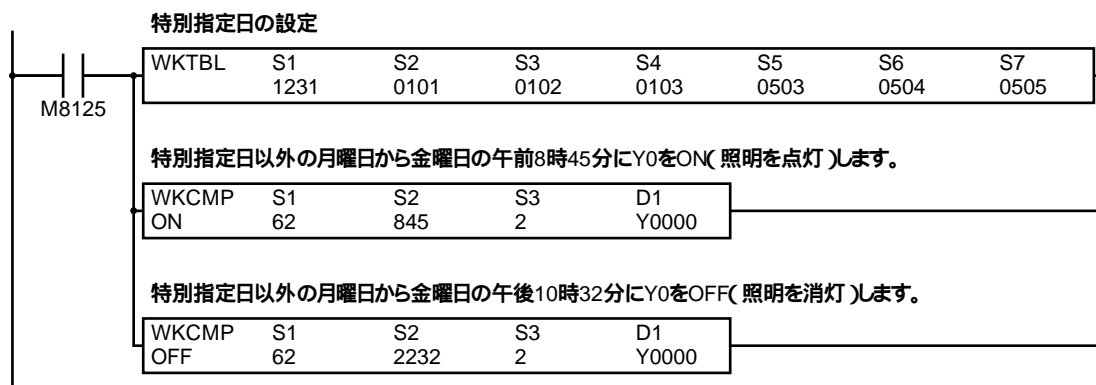 特別指定日の設定
WKTBL S1 S2 S3 S4 S5 S6 S7
1231 0101 0102 0103 0503 0504 0505
M8125
特別指定日以外の月曜日から金曜日の午前8時45分にY0をON(照明を点灯)します。
WKCMP S1 S2 S3 D1
ON 62 845 2 Y0000
特別指定日以外の月曜日から金曜日の午後10時32分にY0をOFF(照明を消灯)します。
WKCMP S1 S2 S3 D1
OFF 62 2232 2 Y0000